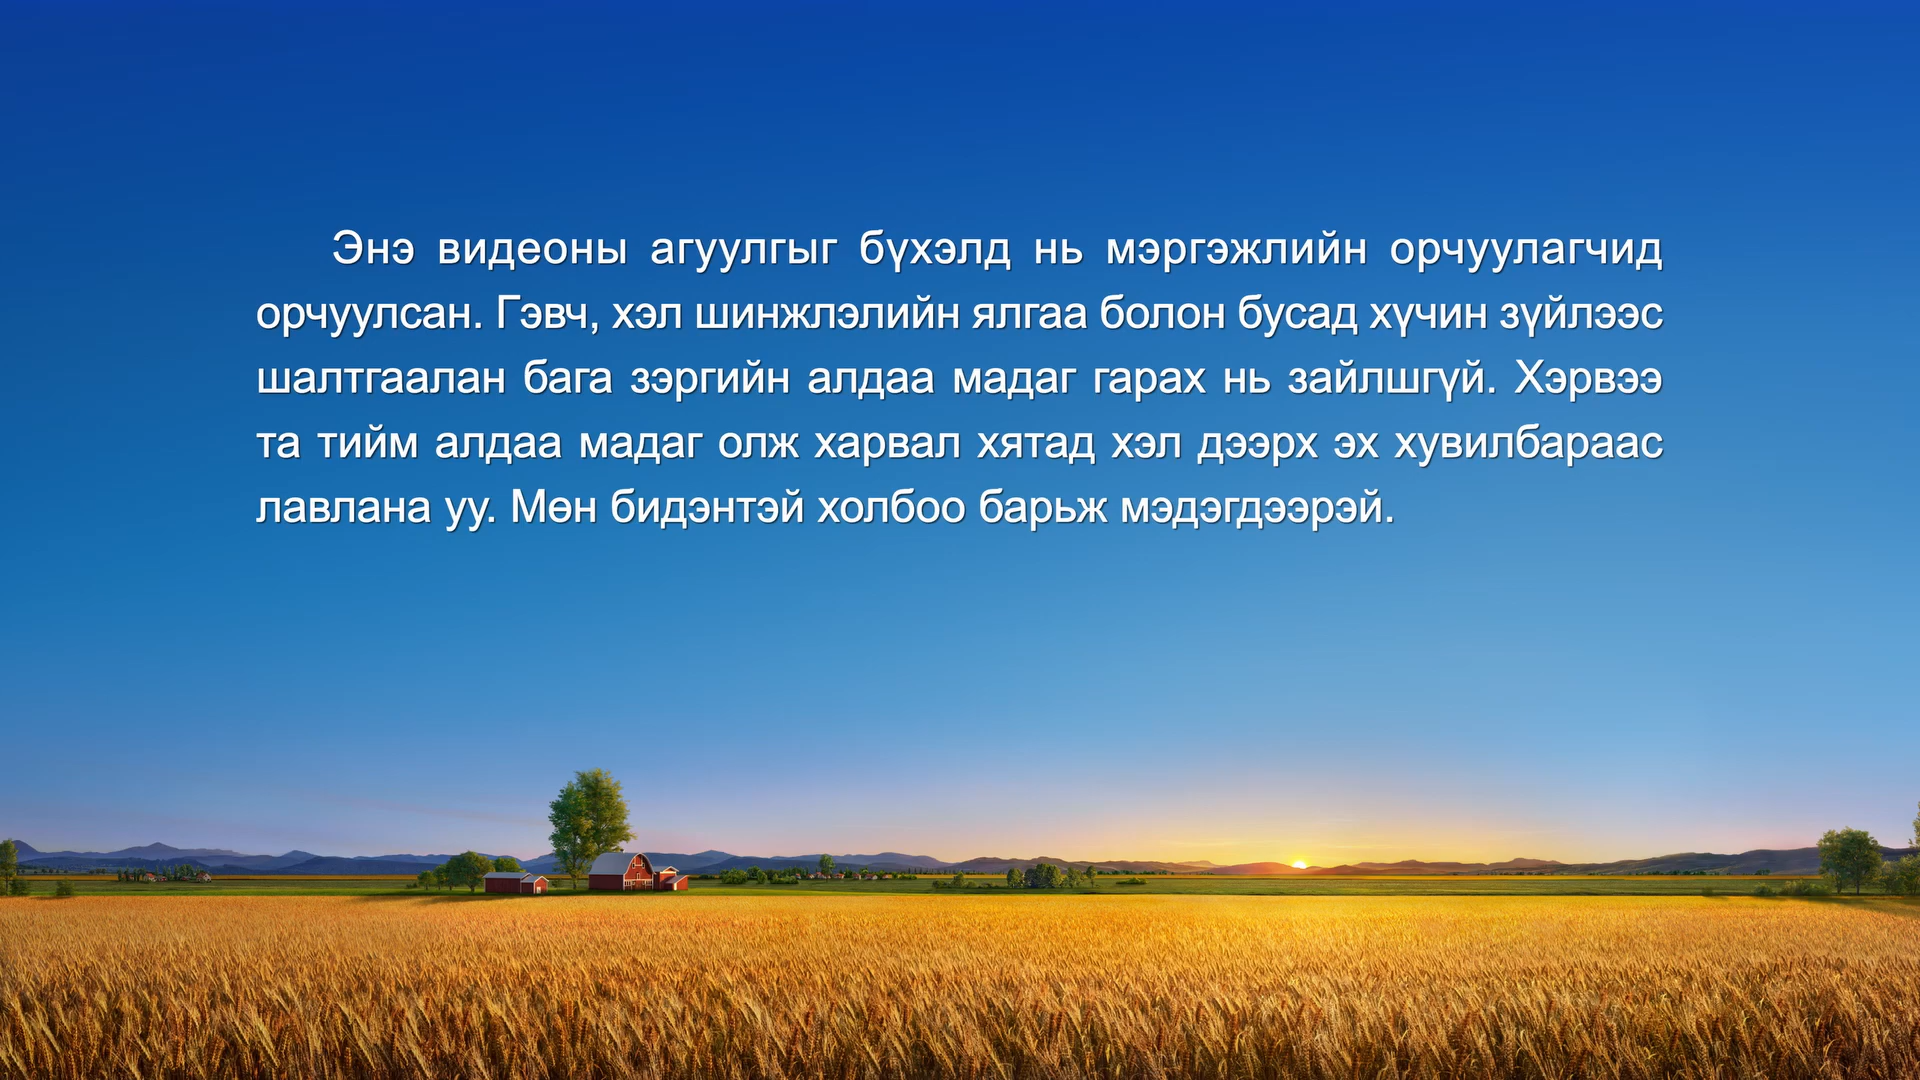 Энэ видеоны агуулгыг бүхэлд нь мэргэжлийн орчуулагчид
орчуулсан. Гэвч, хэл шинжлэлийн ялгаа болон бусад хүчин зүйлээс
шалтгаалан бага зэргийн алдаа мадаг гарах нь зайлшгүй. Хэрвээ
та тийм алдаа мадаг олж харвал хятад хэл дээрх эх хувилбараас
лавлана уу. Мөн бидэнтэй холбоо барьж мэдэгдээрэй.